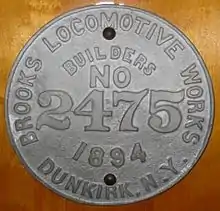 BROOKS LOCOMOTIVE WORKS
BUILDERS
NO
2475
1894
DUNKIRK, N.Y.